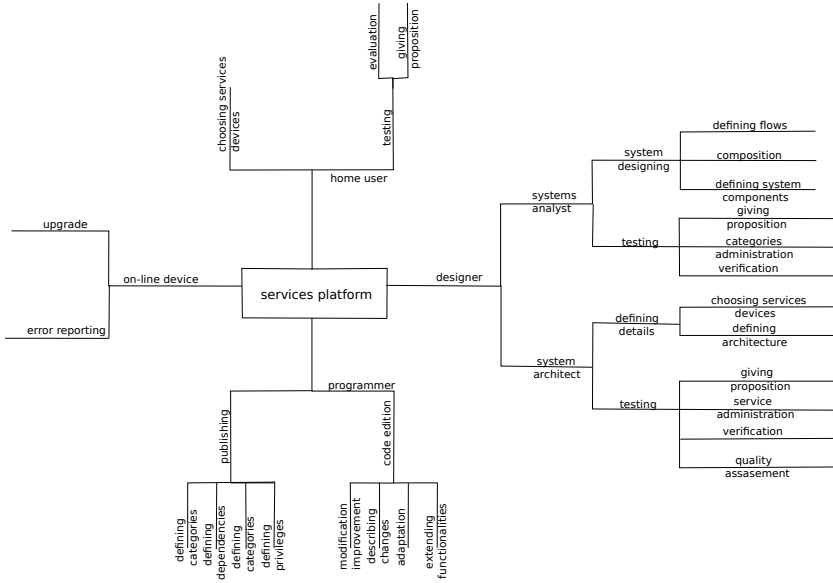 evaluation
giving
proposition
choosing services
devices
testing
home user
upgrade
on-line device
error reporting
services platform
designer
systems
analyst
system
designing
defining flows
composition
defining system
components
testing
giving
proposition
categories
administration
verification
system
architect
defining
details
choosing services
devices
defining
architecture
testing
giving
proposition
service
administration
verification
quality
assasement
programmer
publishing
code edition
defining
categories
defining
dependencies
defining
categories
defining
privileges
modification
improvement
describing
changes
adaptation
extending
functionalities